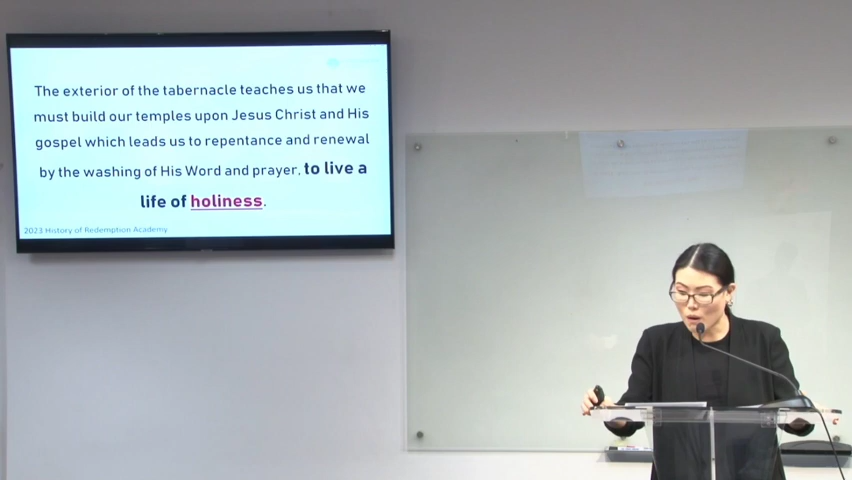 The exterior of the tabernacle teaches us that we
must build our temples upon Jesus Christ and His
gospel which leads us to repentance and renewal
by the washing of His Word and prayer, to live a
life of holiness.
2023 History of Redemption Academy